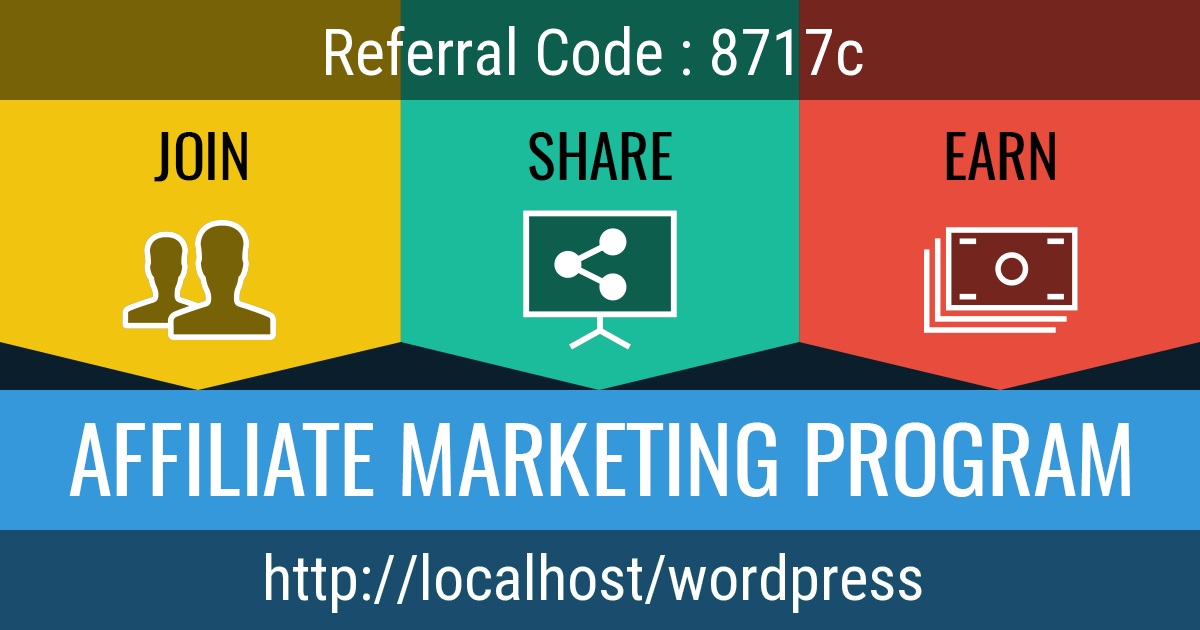 Referral Code : 8717c
JOIN SHARE EARN
AFFILIATE MARKETING PROGRAM
http://localhost/wordpress